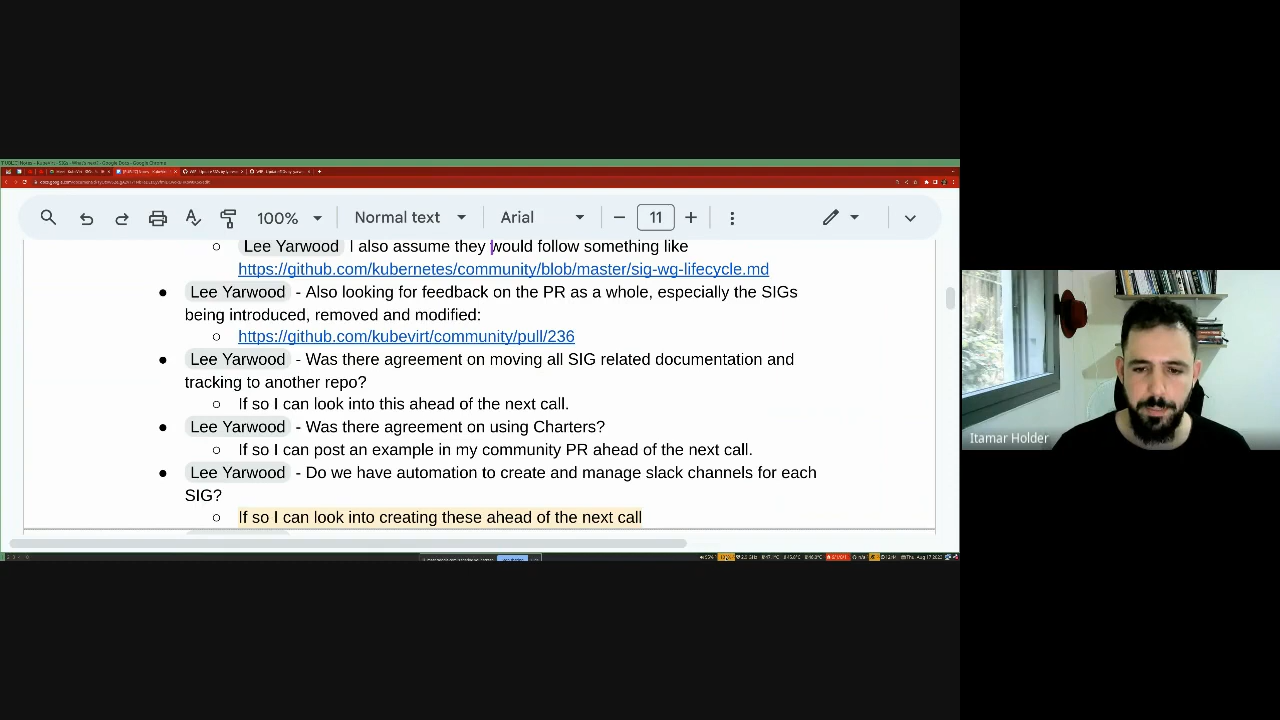 100%
Normal text
Arial
11
Lee Yarwood I also assume they would follow something like
https://github.com/kubernetes/community/blob/master/sig-wg-lifecycle.md
Lee Yarwood - Also looking for feedback on the PR as a whole, especially the SIGs
being introduced, removed and modified:
https://github.com/kubevirt/community/pull/236
Lee Yarwood - Was there agreement on moving all SIG related documentation and
tracking to another repo?
If so I can look into this ahead of the next call.
Lee Yarwood - Was there agreement on using Charters?
If so I can post an example in my community PR ahead of the next call.
Lee Yarwood - Do we have automation to create and manage slack channels for each
SIG?
If so I can look into creating these ahead of the next call
Itamar Holder